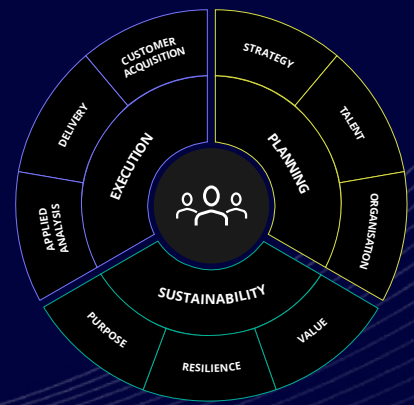 CUSTOMER
ACQUISITION
STRATEGY
DELIVERY
TALENT
EXECUTION
PLANNING
APPLIED
ANALYSIS
ORGANISATION
SUSTAINABILITY
PURPOSE
RESILIENCE
VALUE